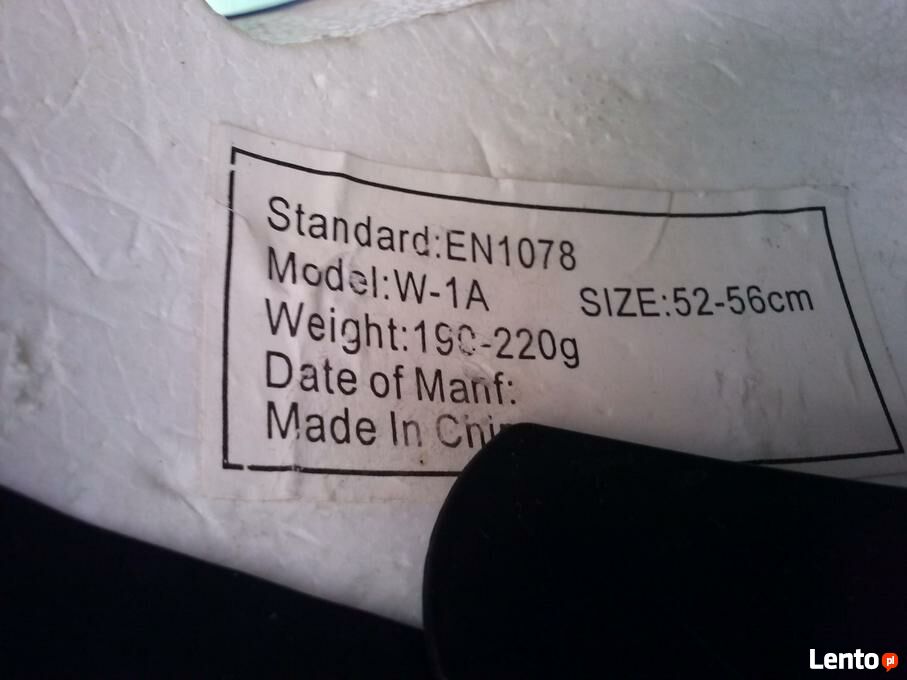 Standard:EN1078
Model:W-1A SIZE:52-56cm
Weight:190-220g
Date of Manf:
Made In
Lento pl